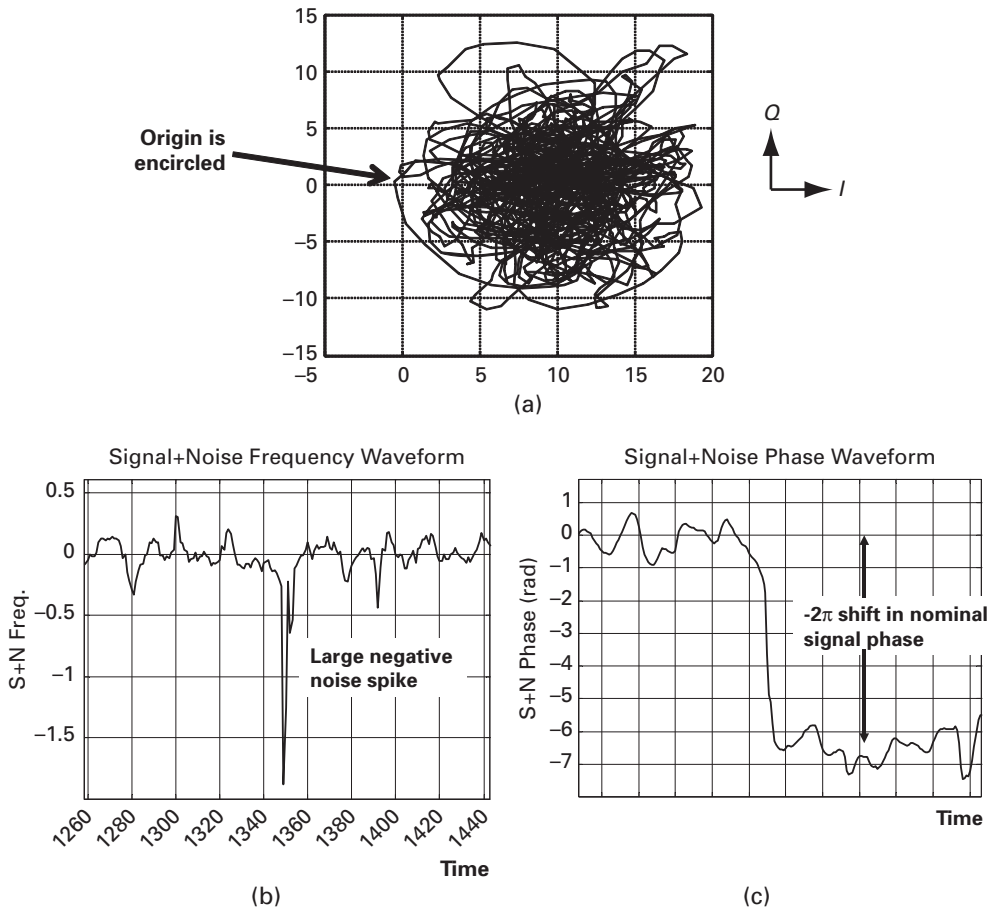 15
10
5
0
−5
−10
−15
−5 0 5 10 15 20
Origin is
encircled
Q
I
(a)
Signal+Noise Frequency Waveform
0.5
0
−0.5
−1
−1.5
S+N Freq.
Large negative
noise spike
1260 1280 1300 1320 1340 1350 1360 1380 1400 1420 1440
Time
(b)
Signal+Noise Phase Waveform
1
0
−1
−2
−3
−4
−5
−6
−7
S+N Phase (rad)
-2π shift in nominal
signal phase
Time
(c)